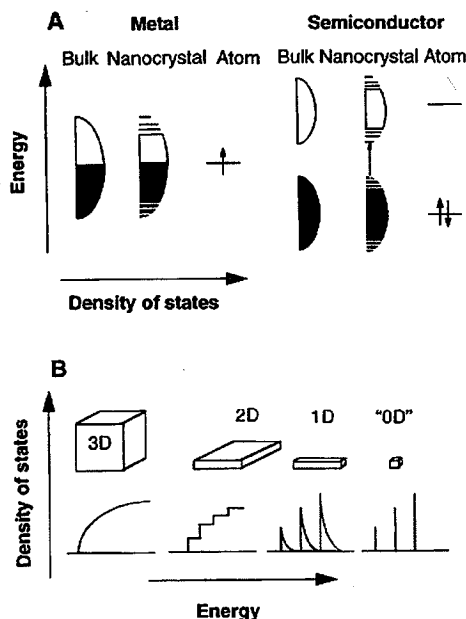 A
Metal
Semiconductor
Bulk Nanocrystal Atom
Bulk Nanocrystal Atom
Energy
Density of states
B
3D
2D
1D
"0D"
Density of states
Energy